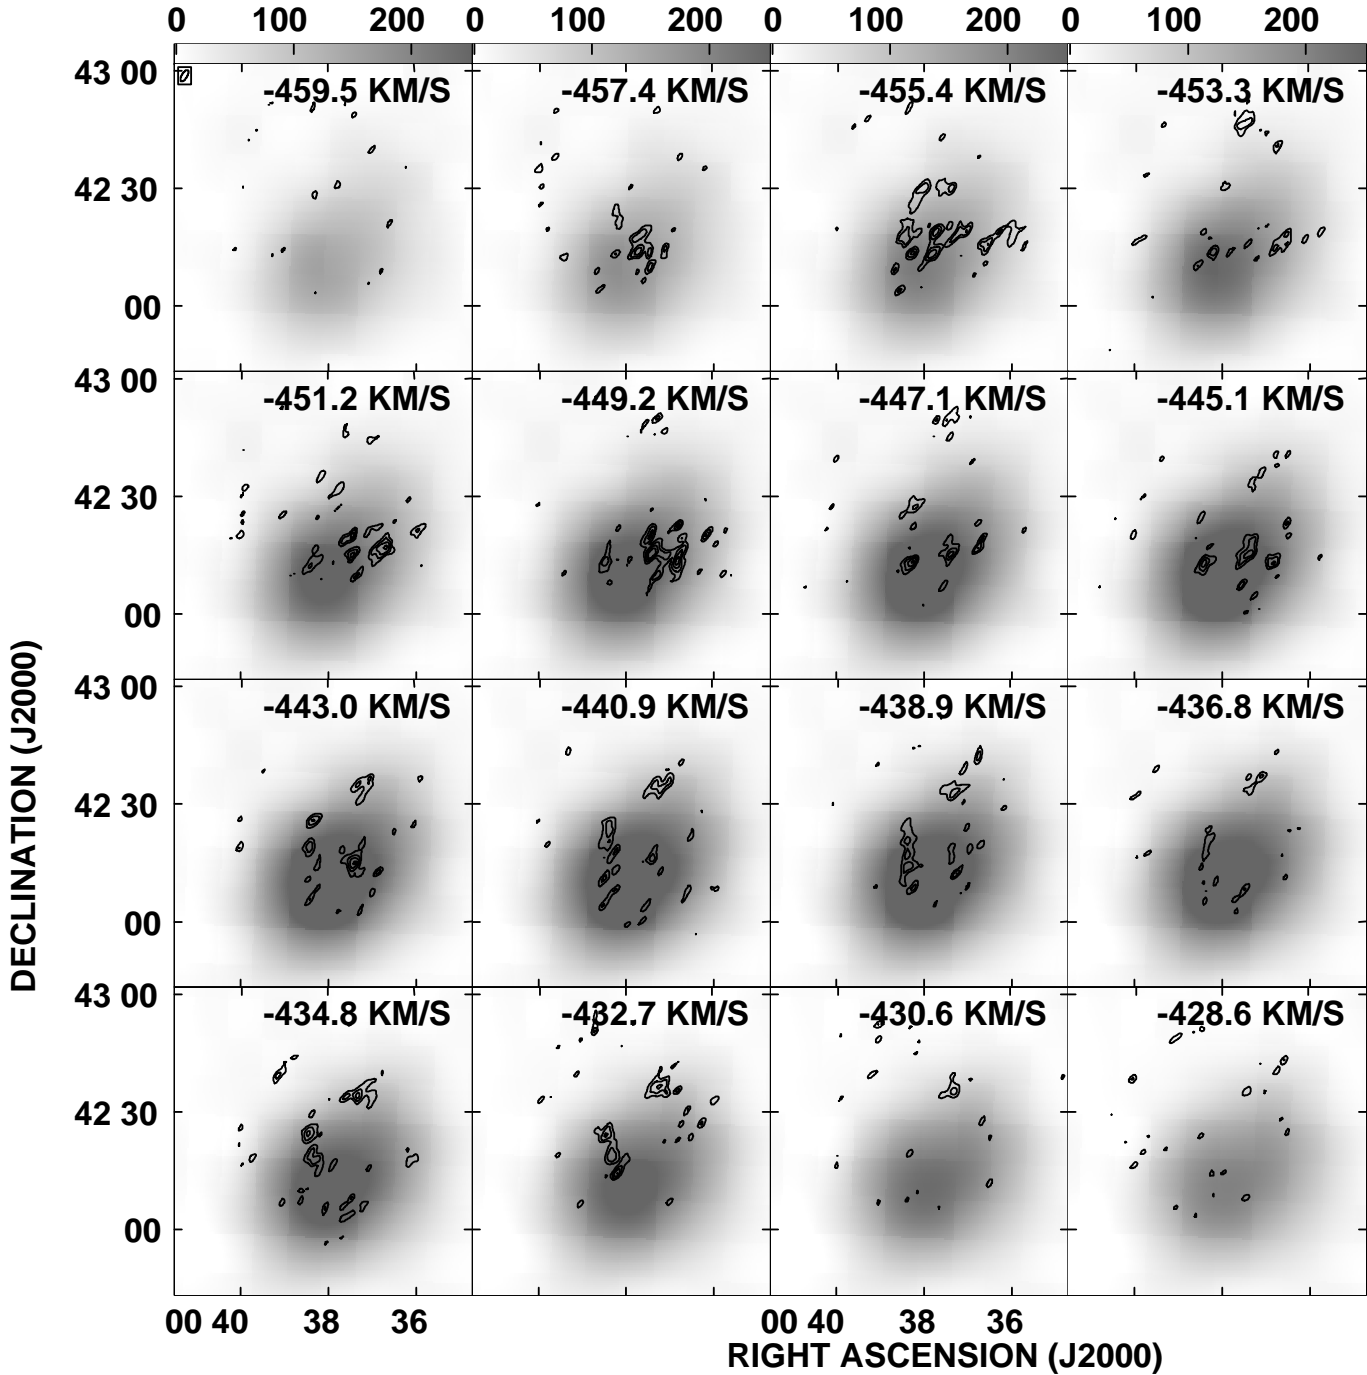 0 100 200 0 100 200 0 100 200 0 100 200
43 00 -459.5 KM/S -457.4 KM/S -455.4 KM/S -453.3 KM/S
42 30
00
43 00 -451.2 KM/S -449.2 KM/S -447.1 KM/S -445.1 KM/S
42 30
00
43 00 -443.0 KM/S -440.9 KM/S -438.9 KM/S -436.8 KM/S
42 30
00
43 00 -434.8 KM/S -432.7 KM/S -430.6 KM/S -428.6 KM/S
42 30
00
DECLINATION (J2000)
00 40 38 36 00 40 38 36
RIGHT ASCENSION (J2000)